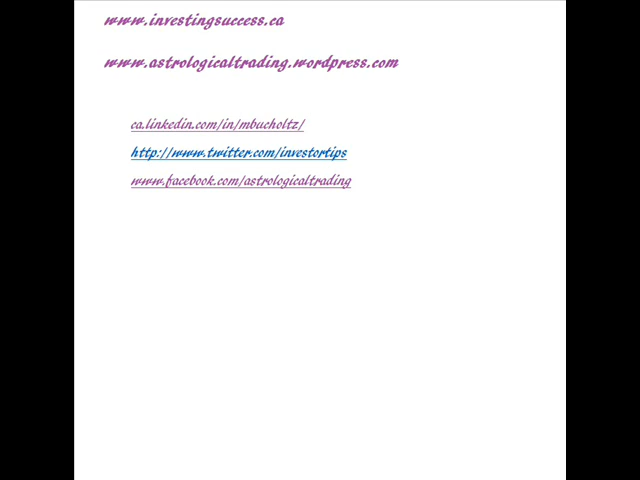 www.investingsuccess.ca
www.astrologicaltrading.wordpress.com
ca.linkedin.com/in/mbucholtz/
http://www.twitter.com/investortips
www.facebook.com/astrologicaltrading